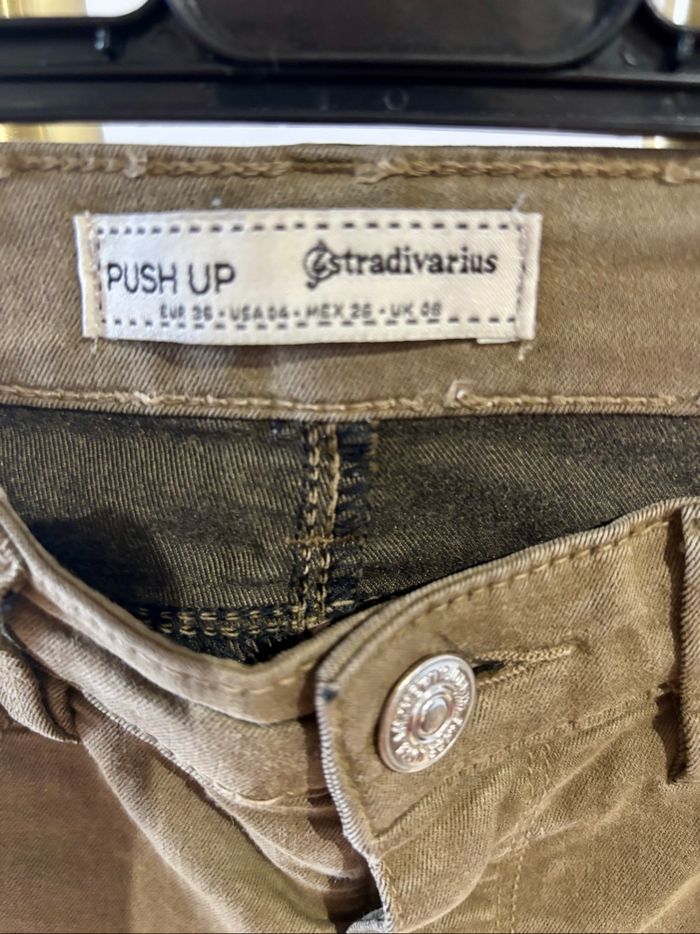 PUSH UP stradivarius
EUR 36 • USA 04 • MEX 26 • UK 08